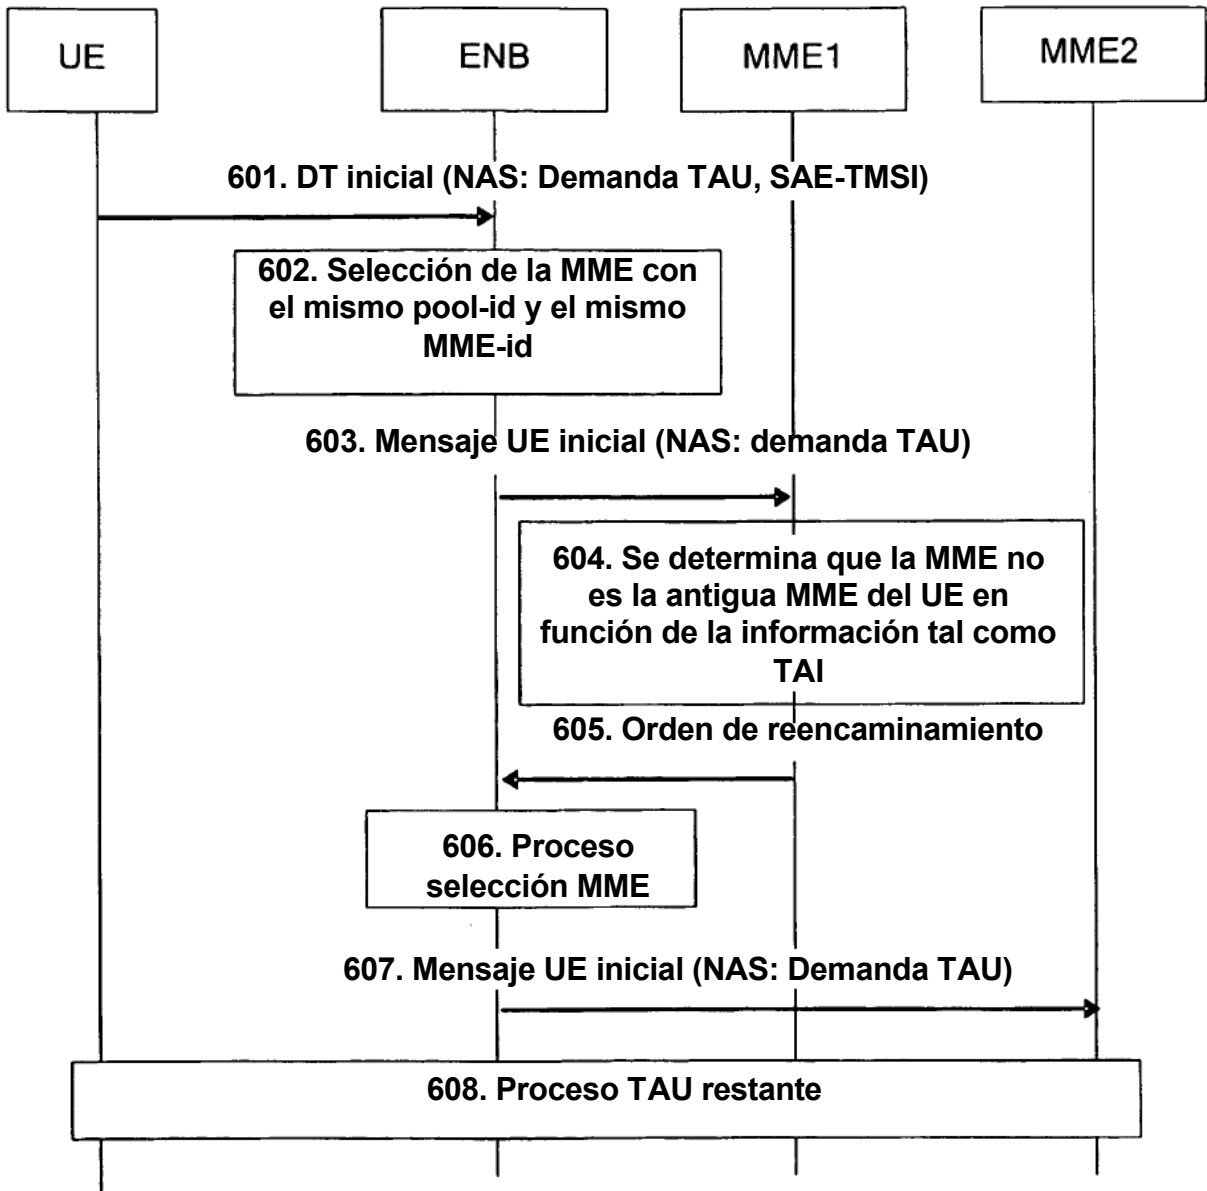 UE
ENB
MME1
MME2
601. DT inicial (NAS: Demanda TAU, SAE-TMSI)
602. Selección de la MME con
el mismo pool-id y el mismo
MME-id
603. Mensaje UE inicial (NAS: demanda TAU)
604. Se determina que la MME no
es la antigua MME del UE en
función de la información tal como
TAI
605. Orden de reencaminamiento
606. Proceso
selección MME
607. Mensaje UE inicial (NAS: Demanda TAU)
608. Proceso TAU restante